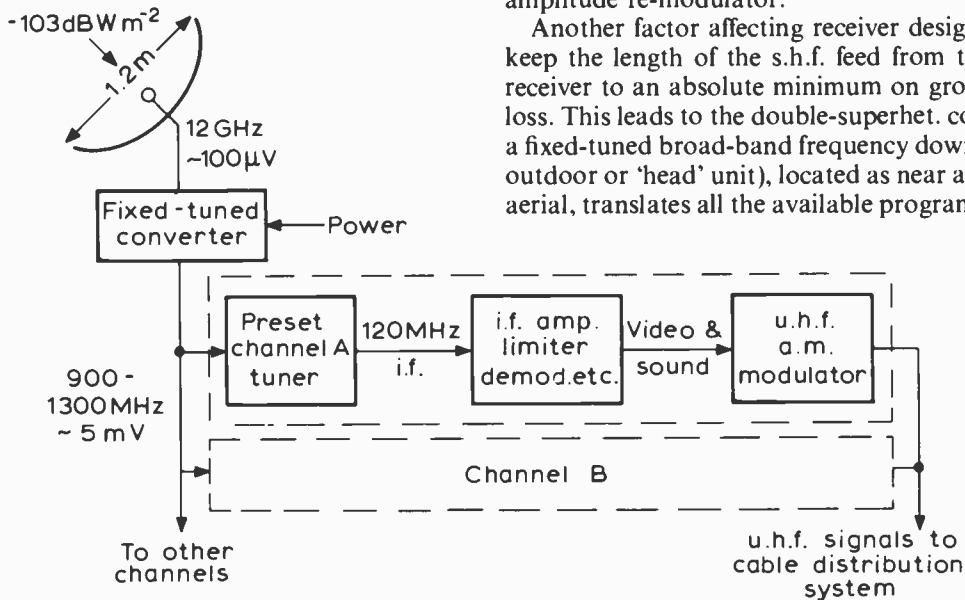 amplitude re-modulator.
Another factor affecting receiver desig
keep the length of the s.h.f. feed from t
receiver to an absolute minimum on gro
loss. This leads to the double-superhet. co
a fixed-tuned broad-band frequency down
outdoor or ‘head’ unit), located as near a
aerial, translates all the available program
-103dBWm-2
1.2m
12GHz
~100μV
Fixed-tuned
converter
Power
Preset
channel A
tuner
120MHz
i.f.
i.f. amp.
limiter
demod.etc.
Video &
sound
u.h.f.
a.m.
modulator
900-
1300MHz
~ 5mV
Channel B
To other
channels
u.h.f. signals to
cable distribution
system